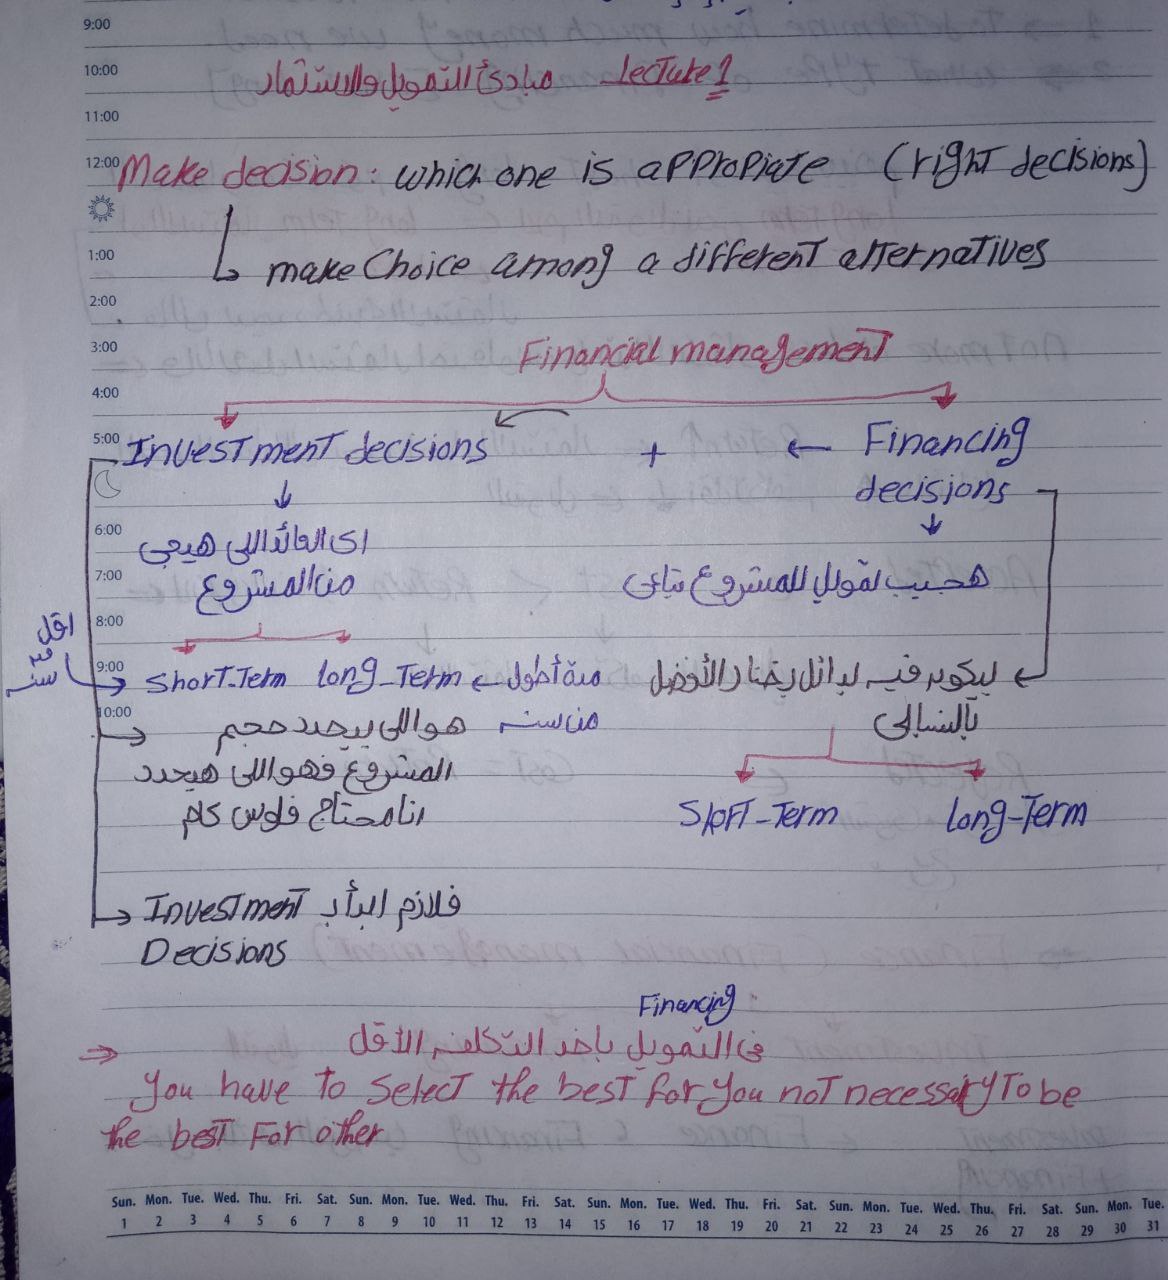 9:00
10:00
مبادئ التمويل والاستثمار Lecture 1
11:00
12:00 Make decision : which one is appropiate (right decisions)
1:00
make Choice among a different alternatives
2:00
3:00
Financial management
4:00
5:00 Investment decisions + ← Financing
decisions
6:00
اى العائد اللى هيجى
من المشروع
7:00
هجيب تمويل للمشروع بتاعى
8:00
اقل
من
سنه
9:00
Short-Term long-Term ← مدة أطول
من سنه
بيكون فيه بدائل يختار الأفضل
بالنسبالى
10:00
هو اللى بيحدد حجم
المشروع فهو اللى هيحدد
انا محتاج فلوس كام
Short-Term long-Term
فلازم ابدأ بـ Investment
Decisions
Financing
فى التمويل باخد التكلفه الأقل
⇒ You have to select the best for you not necessary to be
the best For other
Sun. Mon. Tue. Wed. Thu. Fri. Sat. Sun. Mon. Tue. Wed. Thu. Fri. Sat. Sun. Mon. Tue. Wed. Thu. Fri. Sat. Sun. Mon. Tue. Wed. Thu. Fri. Sat. Sun. Mon. Tue.
1 2 3 4 5 6 7 8 9 10 11 12 13 14 15 16 17 18 19 20 21 22 23 24 25 26 27 28 29 30 31